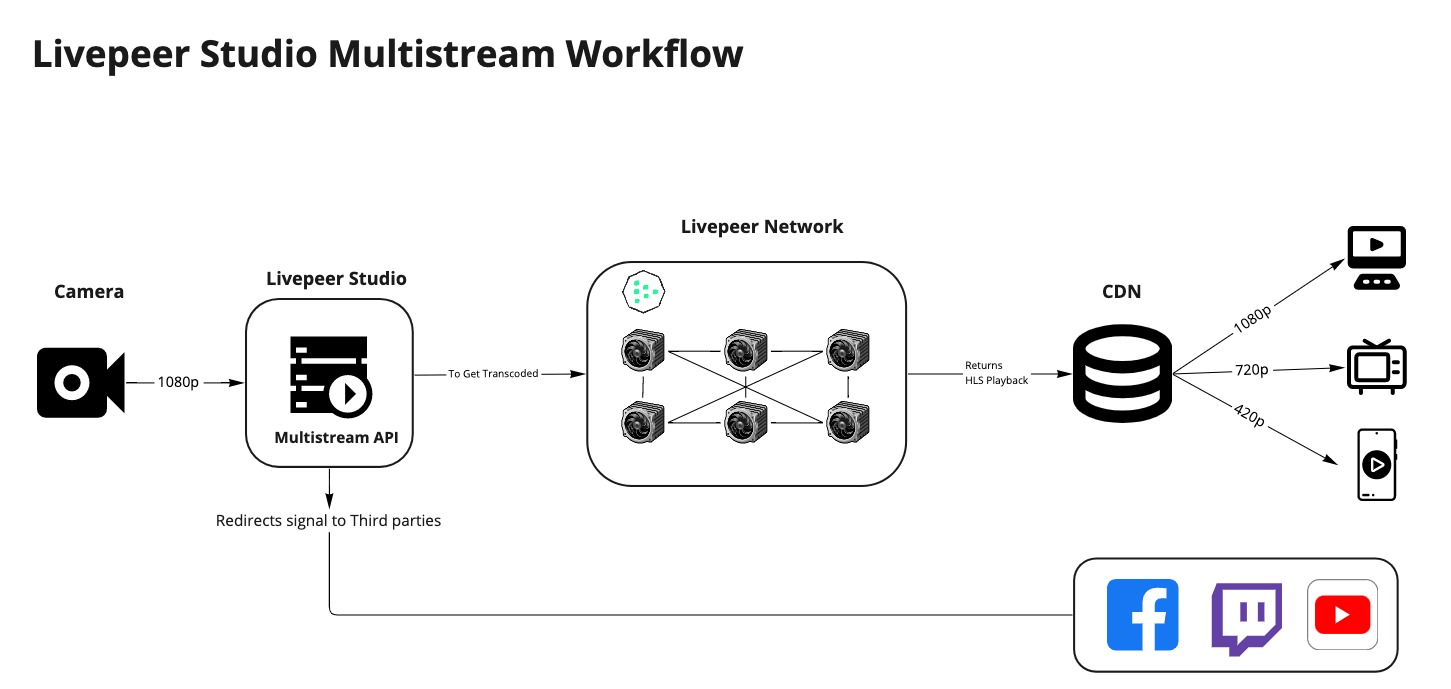 Livepeer Studio Multistream Workflow
Camera
1080p
Livepeer Studio
Multistream API
To Get Transcoded
Livepeer Network
Returns
HLS Playback
CDN
1080p
720p
420p
Redirects signal to Third parties